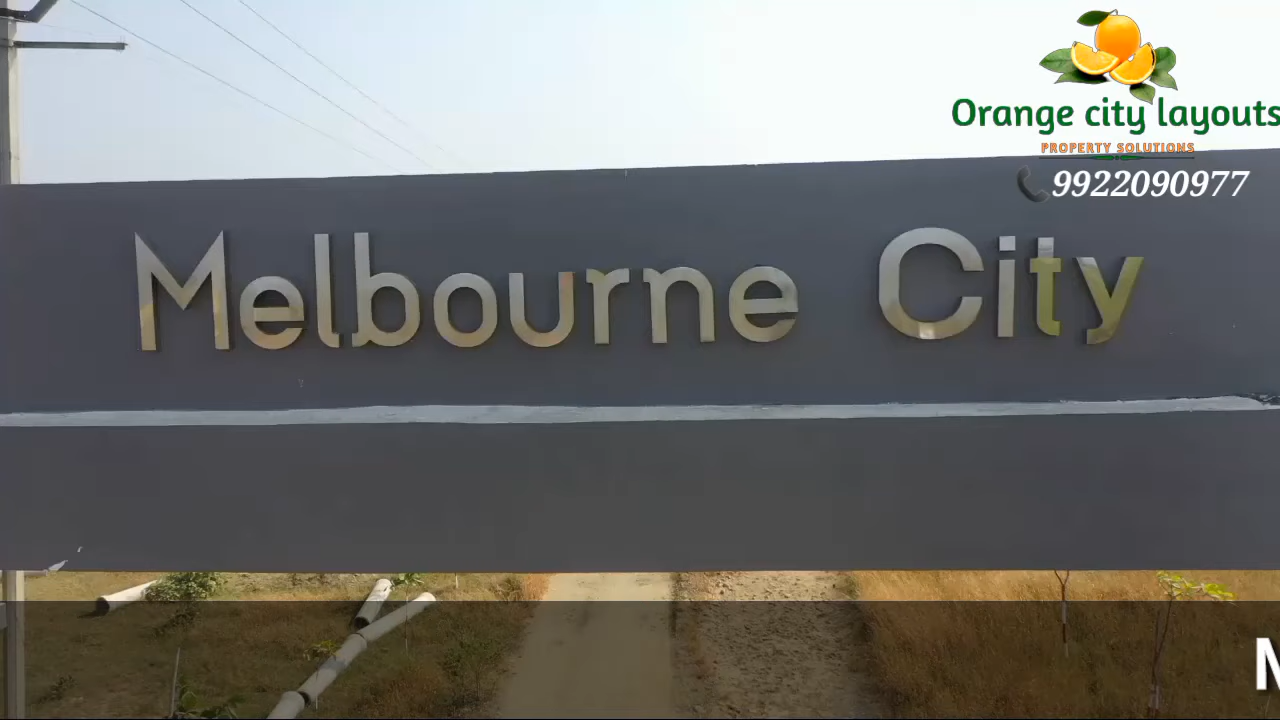 Orange city layouts
PROPERTY SOLUTIONS
9922090977
Melbourne City